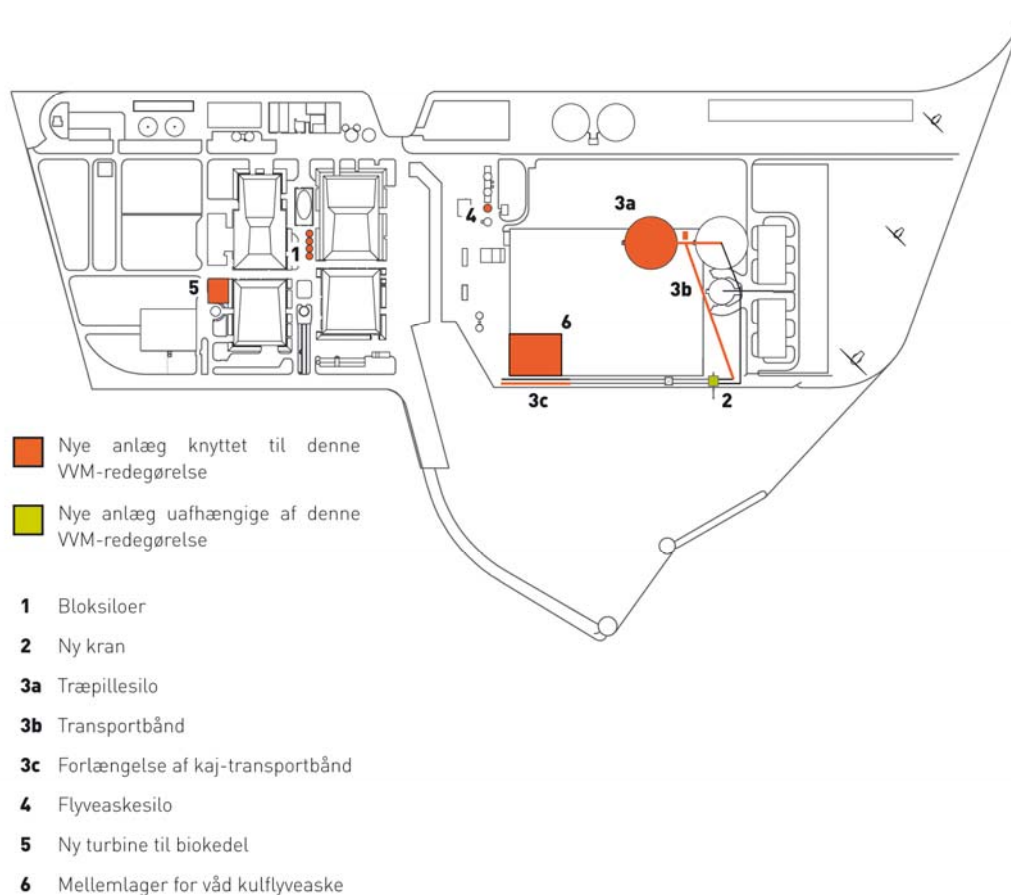 3a
4
1
3b
5
6
3c
2
Nye anlæg knyttet til denne
VVM-redegørelse
Nye anlæg uafhængige af denne
VVM-redegørelse
1 Bloksiloer
2 Ny kran
3a Træpillesilo
3b Transportbånd
3c Forlængelse af kaj-transportbånd
4 Flyveaskesilo
5 Ny turbine til biokedel
6 Mellemlager for våd kulflyveaske